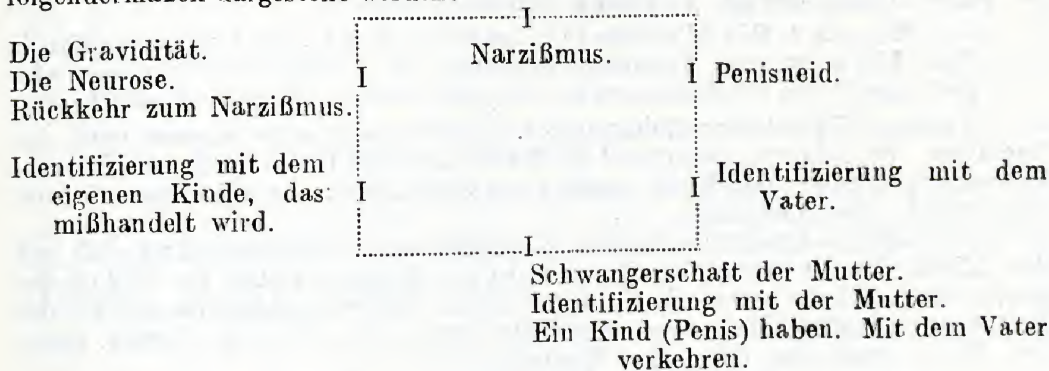 folgendermaßen dargestellt werden:
I
Die Gravidität.
Die Neurose.
Rückkehr zum Narzißmus.
I
Narzißmus.
I Penisneid.
Identifizierung mit dem
eigenen Kinde, das
mißhandelt wird.
I
I Identifizierung mit dem
Vater.
I
Schwangerschaft der Mutter.
Identifizierung mit der Mutter.
Ein Kind (Penis) haben. Mit dem Vater
verkehren.